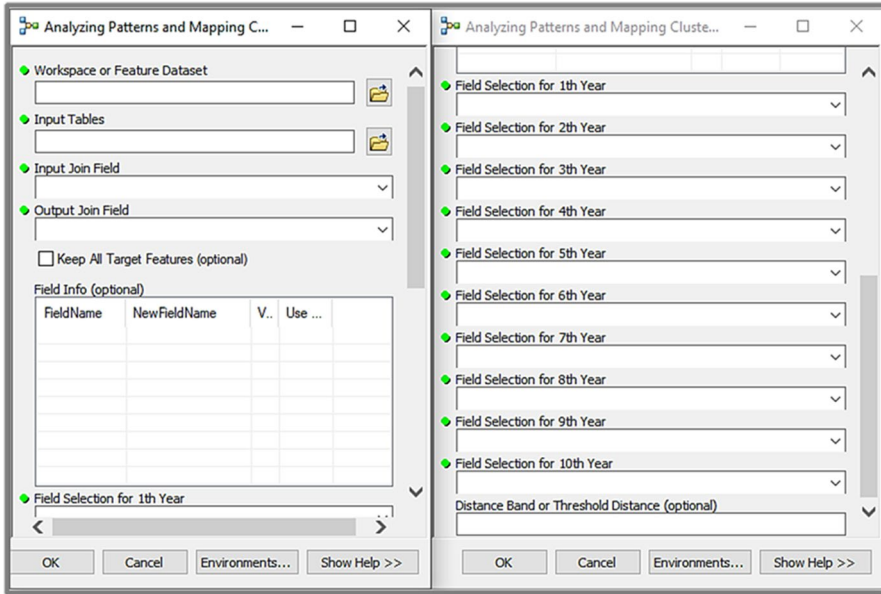 Analyzing Patterns and Mapping C...
Workspace or Feature Dataset
Input Tables
Input Join Field
Output Join Field
Keep All Target Features (optional)
Field Info (optional)
FieldName NewFieldName V.. Use ...
Field Selection for 1th Year
OK Cancel Environments... Show Help >>
Analyzing Patterns and Mapping Cluste...
Field Selection for 1th Year
Field Selection for 2th Year
Field Selection for 3th Year
Field Selection for 4th Year
Field Selection for 5th Year
Field Selection for 6th Year
Field Selection for 7th Year
Field Selection for 8th Year
Field Selection for 9th Year
Field Selection for 10th Year
Distance Band or Threshold Distance (optional)
OK Cancel Environments... Show Help >>